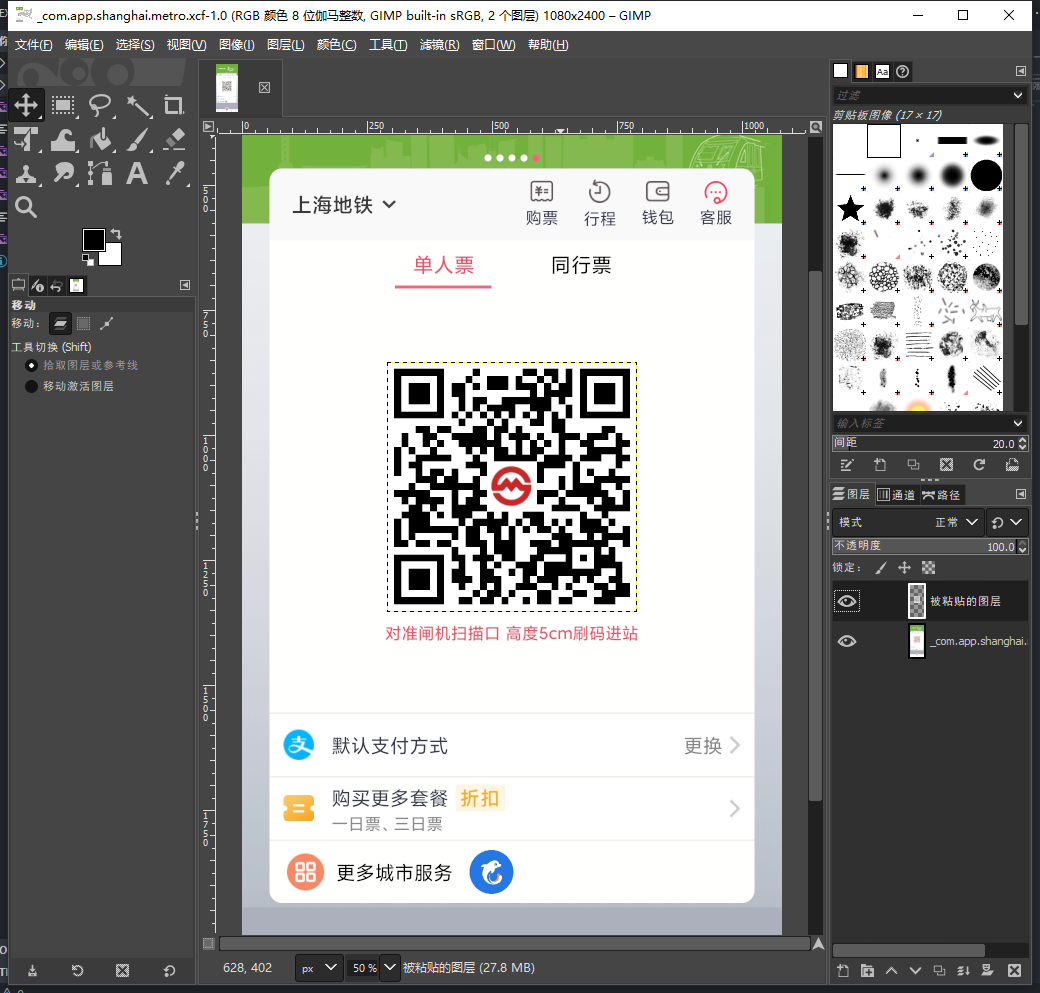 _com.app.shanghai.metro.xcf-1.0 (RGB 颜色 8 位伽马整数, GIMP built-in sRGB, 2 个图层) 1080x2400 – GIMP
文件(F) 编辑(E) 选择(S) 视图(V) 图像(I) 图层(L) 颜色(C) 工具(T) 滤镜(R) 窗口(W) 帮助(H)
移动
移动:
工具切换 (Shift)
拾取图层或参考线
移动激活图层
0 250 500 750 1000
500
750
1000
1250
1500
1750
上海地铁
购票 行程 钱包 客服
单人票 同行票
对准闸机扫描口 高度5cm刷码进站
默认支付方式 更换
购买更多套餐 折扣
一日票、三日票
更多城市服务
628, 402 px 50 % 被粘贴的图层 (27.8 MB)
Aa
过滤
剪贴板图像 (17 × 17)
输入标签
间距 20.0
图层 通道 路径
模式 正常
不透明度 100.0
锁定:
被粘贴的图层
_com.app.shanghai.